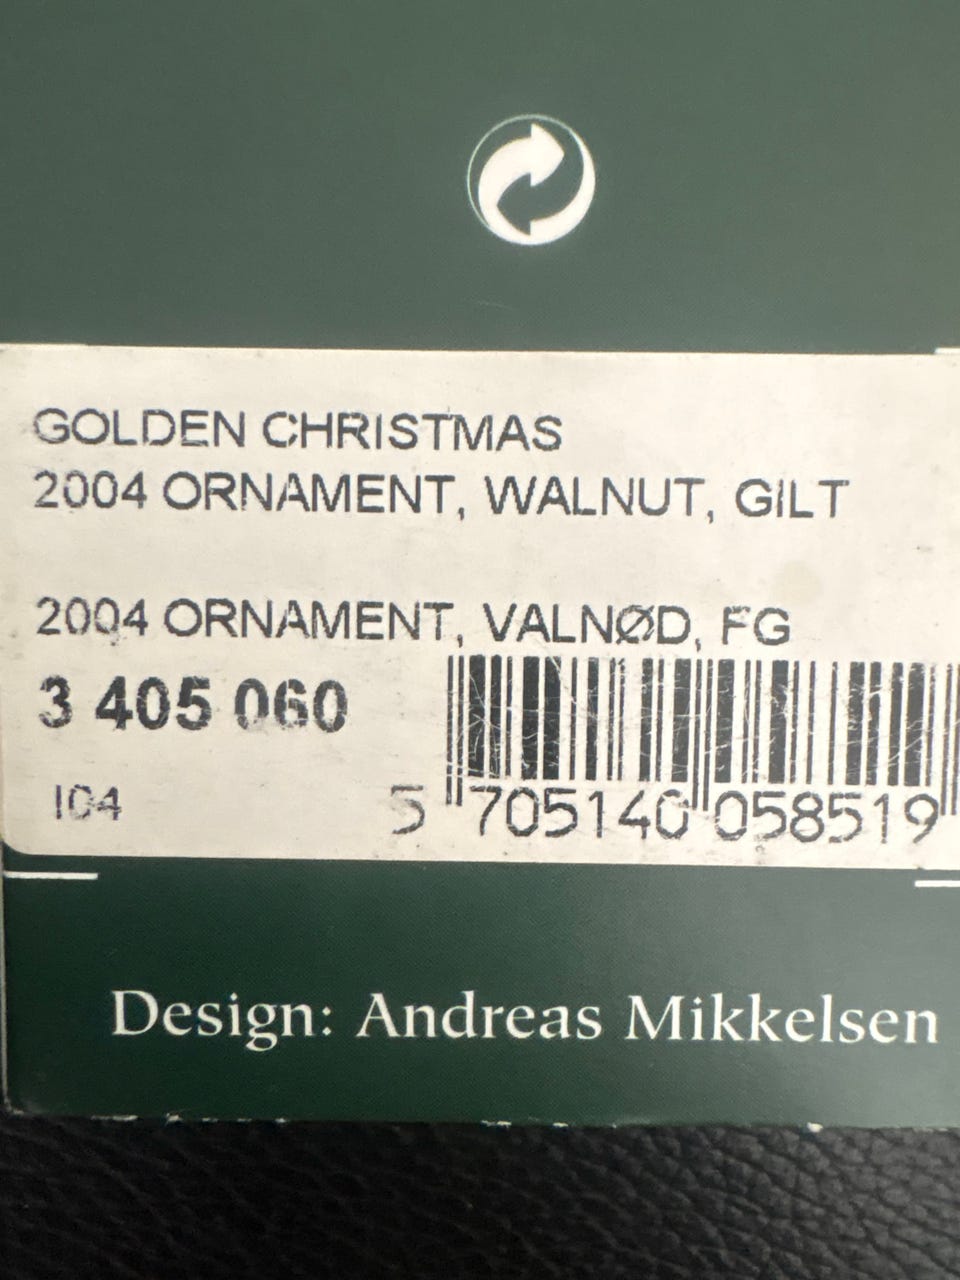 GOLDEN CHRISTMAS
2004 ORNAMENT, WALNUT, GILT
2004 ORNAMENT, VALNØD, FG
3 405 060
I04
5 705140 058519
Design: Andreas Mikkelsen